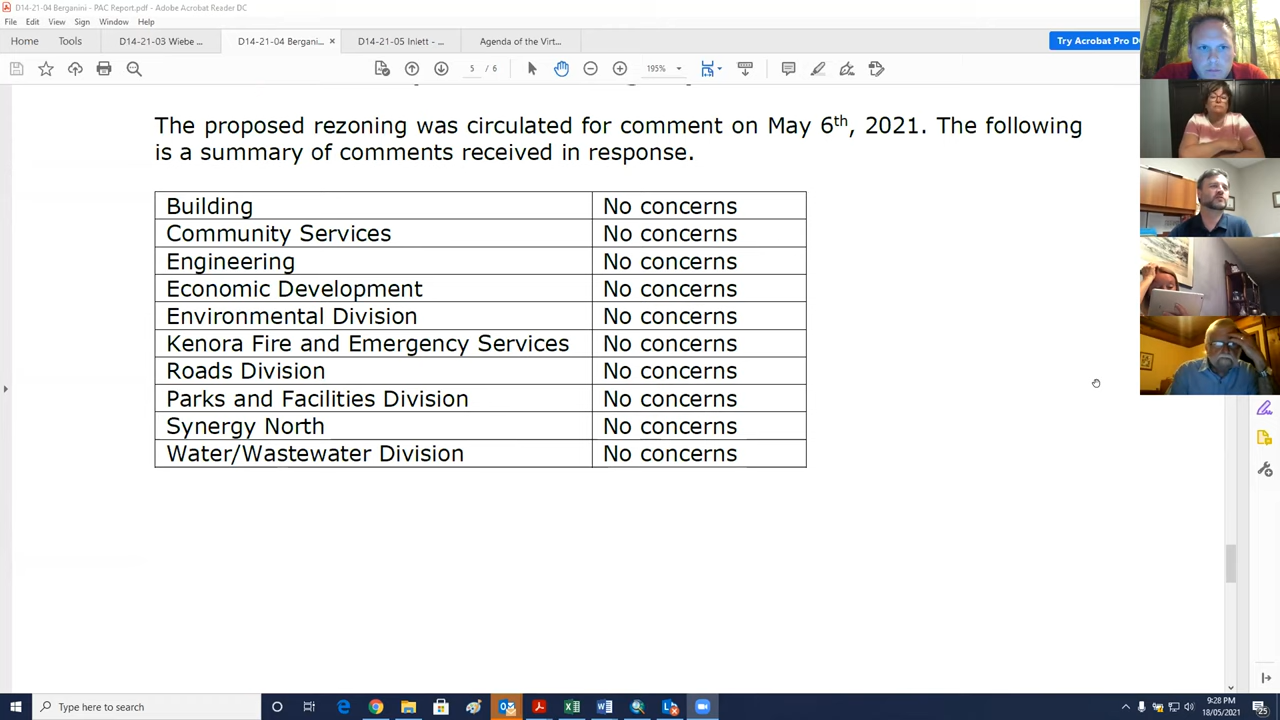 D14-21-04 Berganini - PAC Report.pdf - Adobe Acrobat Reader DC
File Edit View Sign Window Help
Home Tools D14-21-03 Wiebe ... D14-21-04 Bergani... × D14-21-05 Inlett - ... Agenda of the Virt... Try Acrobat Pro D
5 / 6 195%
The proposed rezoning was circulated for comment on May 6th, 2021. The following
is a summary of comments received in response.
Building No concerns
Community Services No concerns
Engineering No concerns
Economic Development No concerns
Environmental Division No concerns
Kenora Fire and Emergency Services No concerns
Roads Division No concerns
Parks and Facilities Division No concerns
Synergy North No concerns
Water/Wastewater Division No concerns
Type here to search
9:28 PM
18/05/2021
25